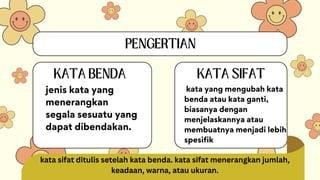 PENGERTIAN
KATA BENDA
jenis kata yang
menerangkan
segala sesuatu yang
dapat dibendakan.
KATA SIFAT
kata yang mengubah kata
benda atau kata ganti,
biasanya dengan
menjelaskannya atau
membuatnya menjadi lebih
spesifik
kata sifat ditulis setelah kata benda. kata sifat menerangkan jumlah,
keadaan, warna, atau ukuran.